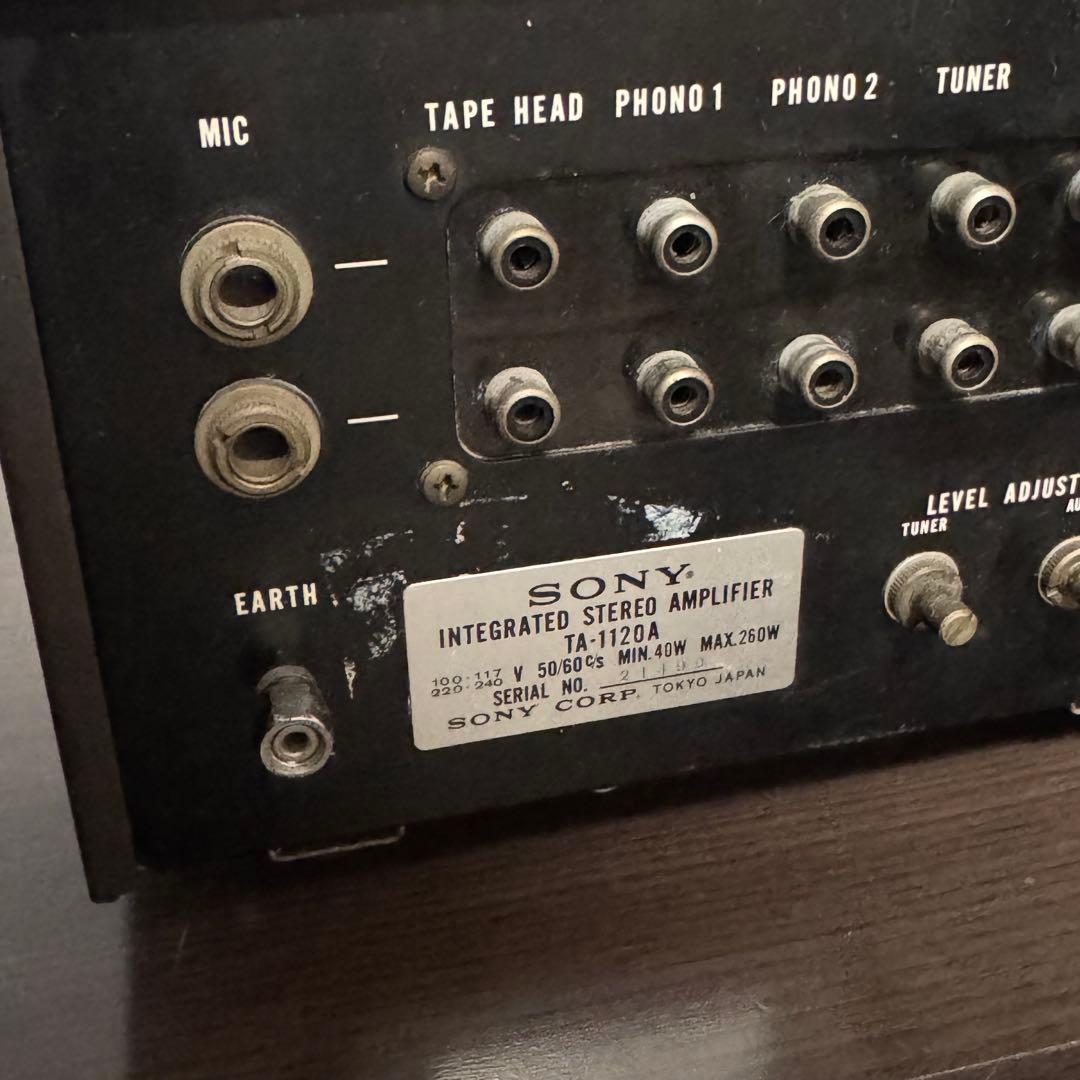 MIC
TAPE HEAD PHONO 1 PHONO 2 TUNER
LEVEL ADJUST
TUNER
EARTH
SONY®
INTEGRATED STEREO AMPLIFIER
TA-1120A
100·117 220·240 V 50/60 c/s MIN.40W MAX.260W
SERIAL NO.
SONY CORP. TOKYO JAPAN